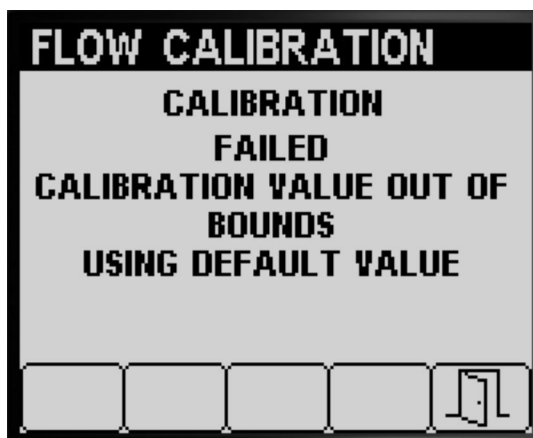 FLOW CALIBRATION
CALIBRATION
FAILED
CALIBRATION VALUE OUT OF
BOUNDS
USING DEFAULT VALUE